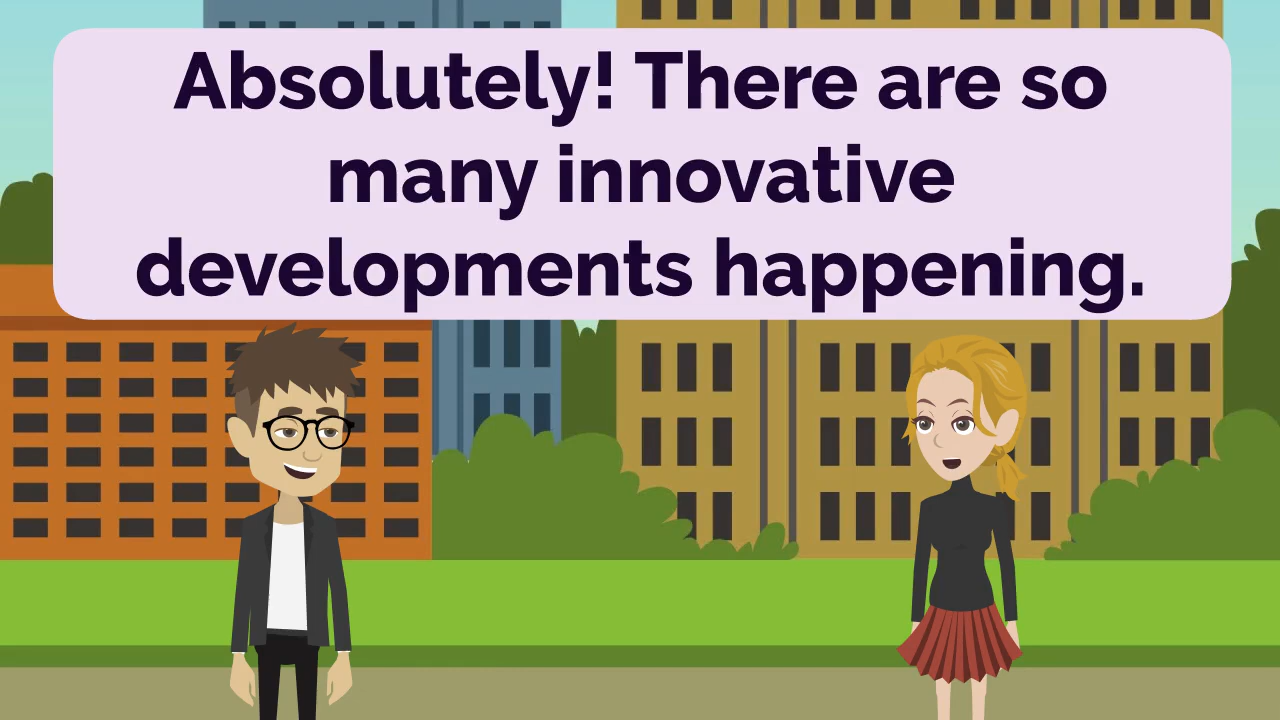 Absolutely! There are so
many innovative
developments happening.